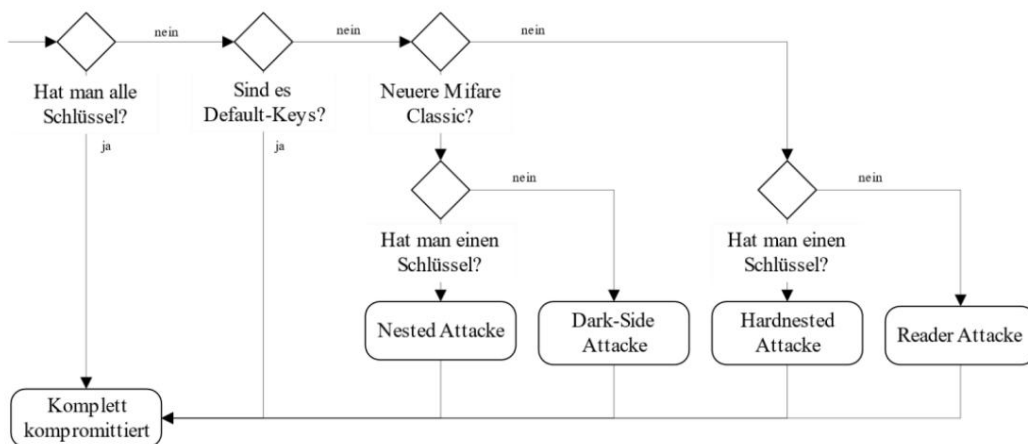 nein
nein
nein
Hat man alle
Schlüssel?
Sind es
Default-Keys?
Neuere Mifare
Classic?
ja
ja
nein
nein
Hat man einen
Schlüssel?
Hat man einen
Schlüssel?
Nested Attacke
Dark-Side
Attacke
Hardnested
Attacke
Reader Attacke
Komplett
kompromittiert